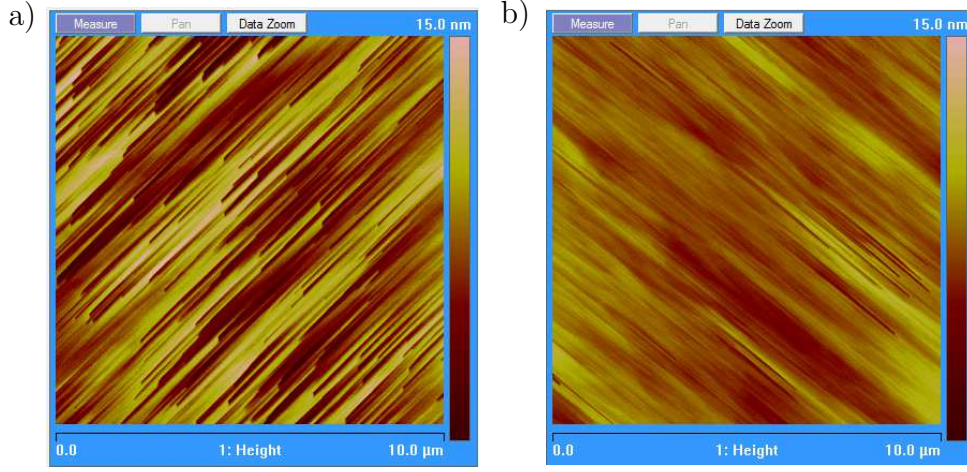 a)
Measure Pan Data Zoom 15.0 nm
0.0 1: Height 10.0 µm
b)
Measure Pan Data Zoom 15.0 nm
0.0 1: Height 10.0 µm